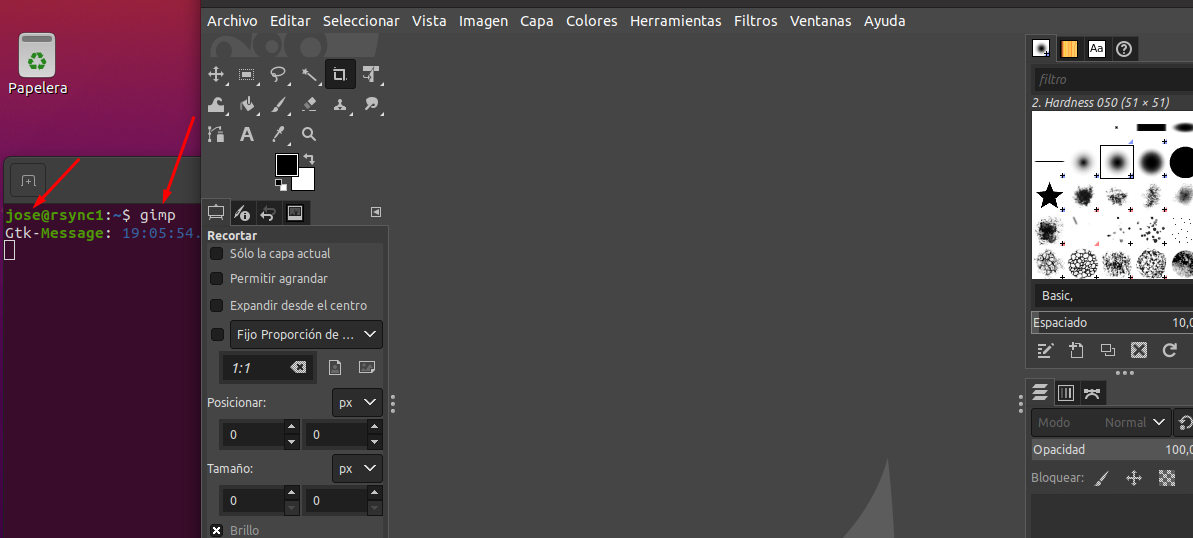 Archivo Editar Seleccionar Vista Imagen Capa Colores Herramientas Filtros Ventanas Ayuda
Papelera
jose@rsync1:~$ gimp
Gtk-Message: 19:05:54.
Recortar
Sólo la capa actual
Permitir agrandar
Expandir desde el centro
Fijo Proporción de ...
1:1
Posicionar:
px
0
0
Tamaño:
px
0
0
Brillo
Aa
filtro
2. Hardness 050 (51 × 51)
Basic,
Espaciado 10,0
Modo Normal
Opacidad 100,0
Bloquear: